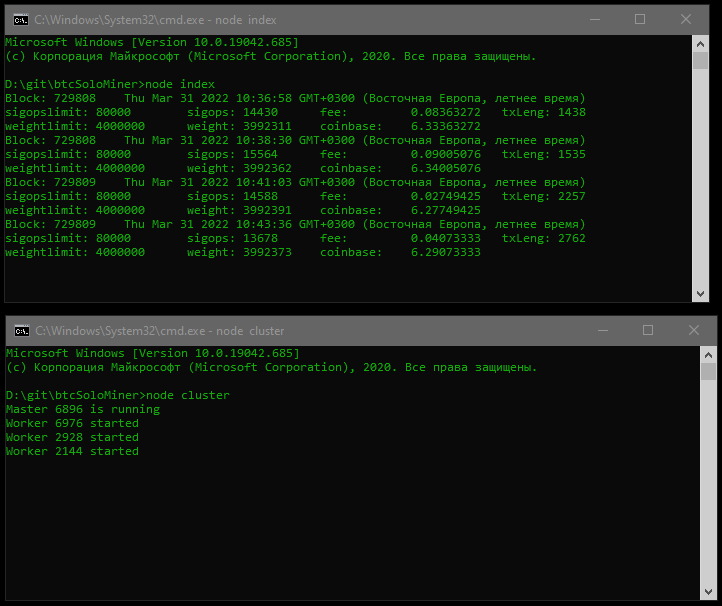 C:\Windows\System32\cmd.exe - node index
Microsoft Windows [Version 10.0.19042.685]
(c) Корпорация Майкрософт (Microsoft Corporation), 2020. Все права защищены.
D:\git\btcSoloMiner>node index
Block: 729808    Thu Mar 31 2022 10:36:58 GMT+0300 (Восточная Европа, летнее время)
sigopslimit: 80000        sigops: 14430      fee:         0.08363272   txLeng: 1438
weightlimit: 4000000      weight: 3992311    coinbase:    6.33363272
Block: 729808    Thu Mar 31 2022 10:38:30 GMT+0300 (Восточная Европа, летнее время)
sigopslimit: 80000        sigops: 15564      fee:         0.09005076   txLeng: 1535
weightlimit: 4000000      weight: 3992362    coinbase:    6.34005076
Block: 729809    Thu Mar 31 2022 10:41:03 GMT+0300 (Восточная Европа, летнее время)
sigopslimit: 80000        sigops: 14588      fee:         0.02749425   txLeng: 2257
weightlimit: 4000000      weight: 3992391    coinbase:    6.27749425
Block: 729809    Thu Mar 31 2022 10:43:36 GMT+0300 (Восточная Европа, летнее время)
sigopslimit: 80000        sigops: 13678      fee:         0.04073333   txLeng: 2762
weightlimit: 4000000      weight: 3992373    coinbase:    6.29073333
C:\Windows\System32\cmd.exe - node cluster
Microsoft Windows [Version 10.0.19042.685]
(c) Корпорация Майкрософт (Microsoft Corporation), 2020. Все права защищены.
D:\git\btcSoloMiner>node cluster
Master 6896 is running
Worker 6976 started
Worker 2928 started
Worker 2144 started